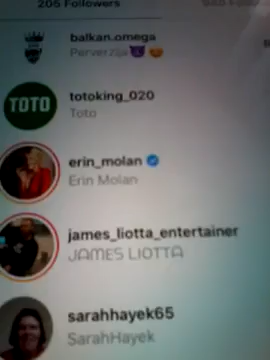 205 Followers
balkan.omega
Perverzija😈😍
TOTO
totoking_020
Toto
erin_molan
Erin Molan
james_liotta_entertainer
JAMES LIOTTA
sarahhayek65
SarahHayek